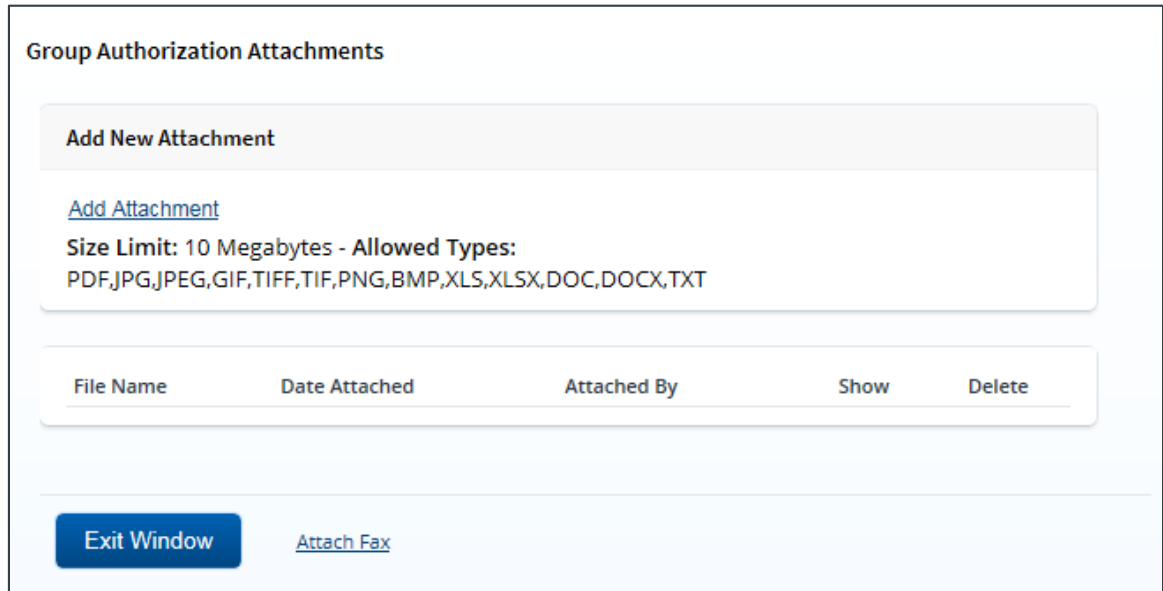 Group Authorization Attachments
Add New Attachment
Add Attachment
Size Limit: 10 Megabytes - Allowed Types:
PDF,JPG,JPEG,GIF,TIFF,TIF,PNG,BMP,XLS,XLSX,DOC,DOCX,TXT
File Name Date Attached Attached By Show Delete
Exit Window Attach Fax